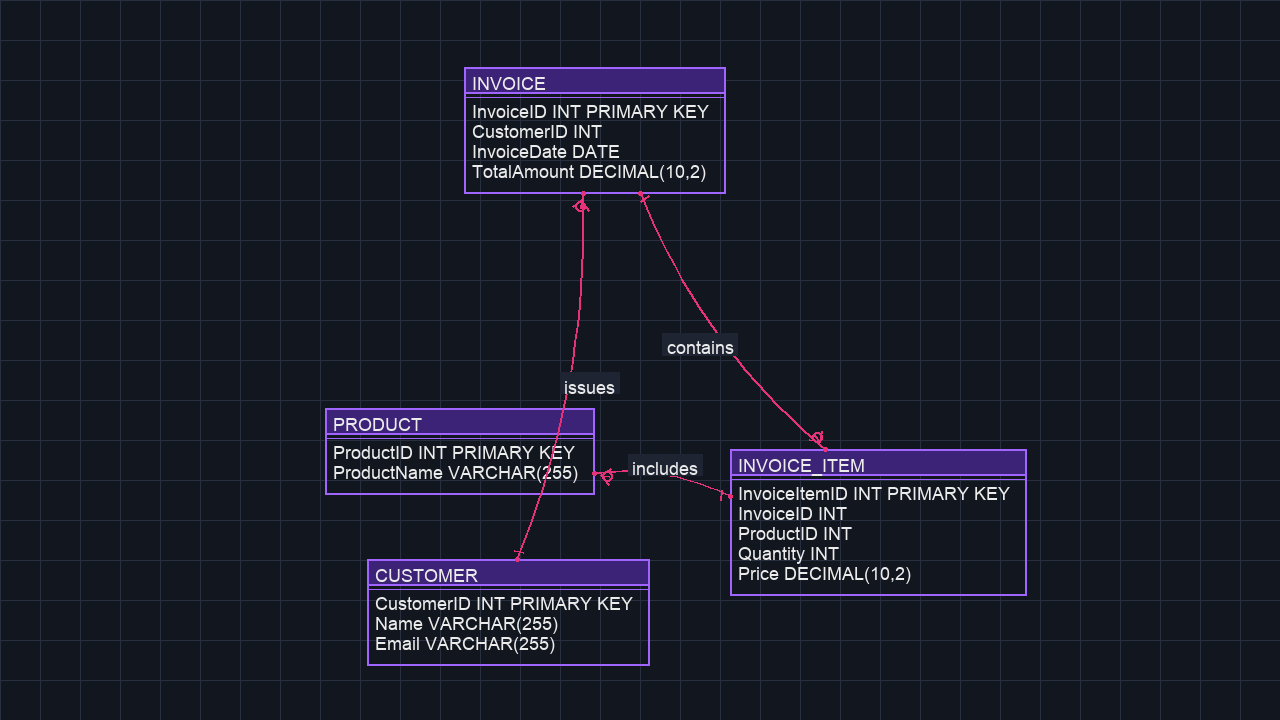 INVOICE
InvoiceID INT PRIMARY KEY
CustomerID INT
InvoiceDate DATE
TotalAmount DECIMAL(10,2)
contains
issues
PRODUCT
ProductID INT PRIMARY KEY
ProductName VARCHAR(255)
includes
INVOICE_ITEM
InvoiceItemID INT PRIMARY KEY
InvoiceID INT
ProductID INT
Quantity INT
Price DECIMAL(10,2)
CUSTOMER
CustomerID INT PRIMARY KEY
Name VARCHAR(255)
Email VARCHAR(255)